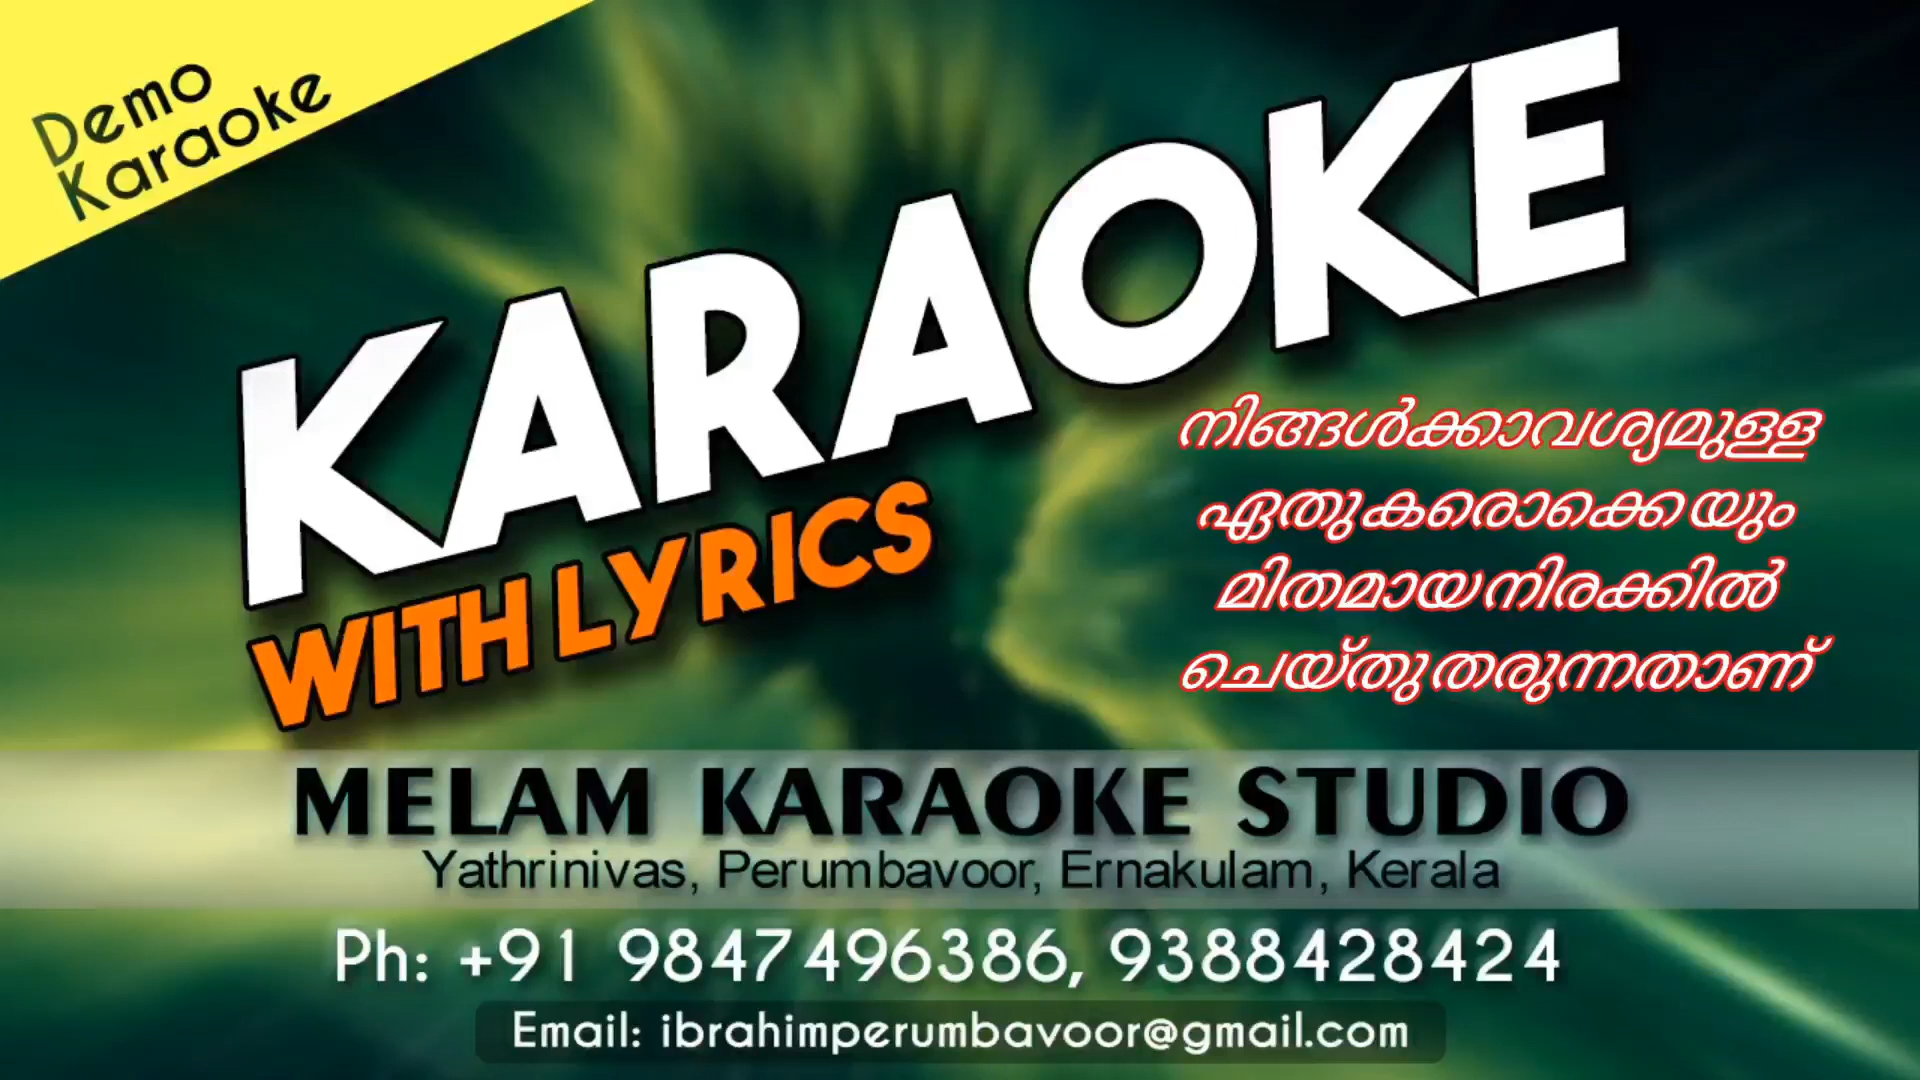 Demo
Karaoke
KARAOKE
WITH LYRICS
നിങ്ങൾക്കാവശ്യമുള്ള
ഏതുകരൊക്കെയും
മിതമായനിരക്കിൽ
ചെയ്തുതരുന്നതാണ്
MELAM KARAOKE STUDIO
Yathrinivas, Perumbavoor, Ernakulam, Kerala
Ph: +91 9847496386, 9388428424
Email: ibrahimperumbavoor@gmail.com